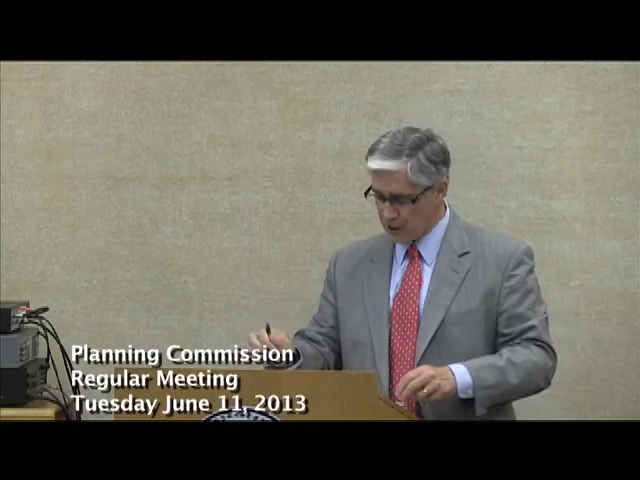 Planning Commission
Regular Meeting
Tuesday June 11, 2013